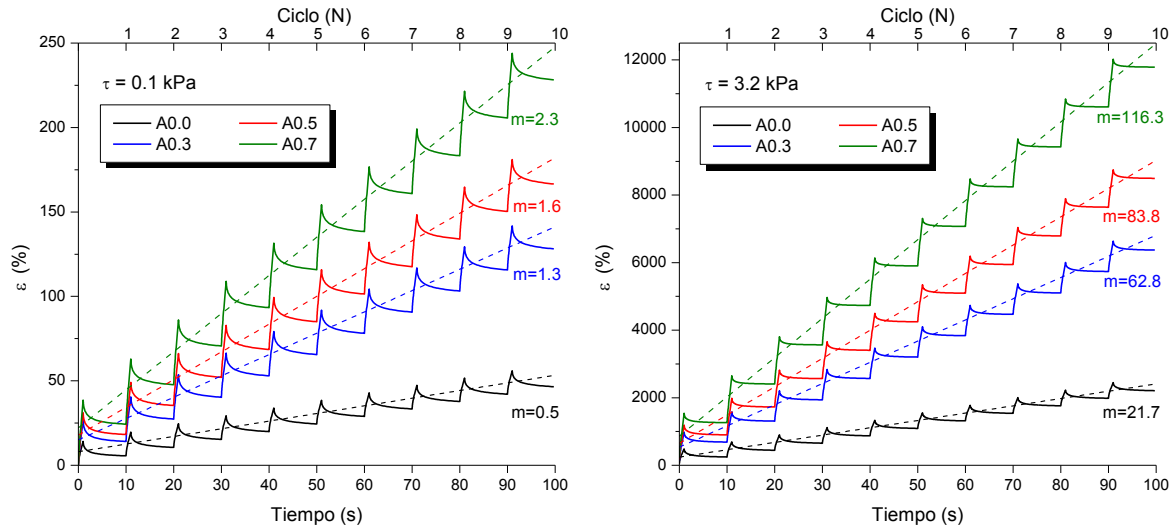 Ciclo (N)
1 2 3 4 5 6 7 8 9 10
250
200
150
100
50
0
ε (%)
τ = 0.1 kPa
A0.0 A0.5
A0.3 A0.7
m=2.3
m=1.6
m=1.3
m=0.5
0 10 20 30 40 50 60 70 80 90 100
Tiempo (s)
Ciclo (N)
1 2 3 4 5 6 7 8 9 10
12000
10000
8000
6000
4000
2000
0
ε (%)
τ = 3.2 kPa
A0.0 A0.5
A0.3 A0.7
m=116.3
m=83.8
m=62.8
m=21.7
0 10 20 30 40 50 60 70 80 90 100
Tiempo (s)